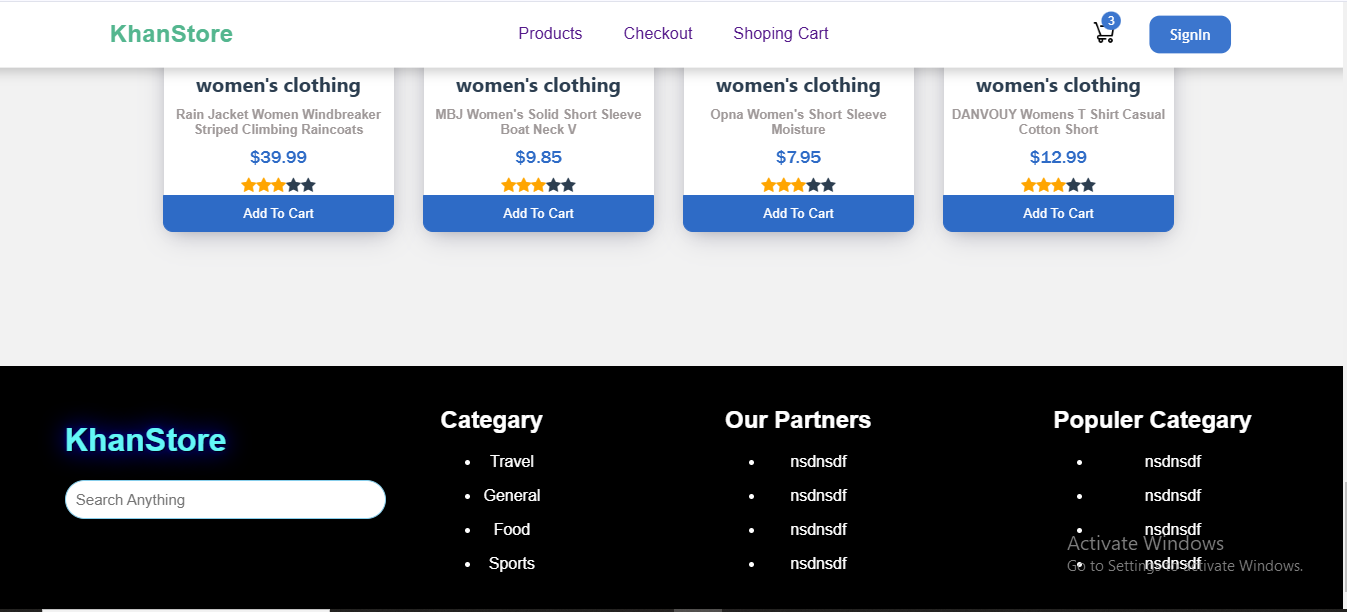 KhanStore
Products
Checkout
Shoping Cart
3
SignIn
women's clothing
Rain Jacket Women Windbreaker
Striped Climbing Raincoats
$39.99
Add To Cart
women's clothing
MBJ Women's Solid Short Sleeve
Boat Neck V
$9.85
Add To Cart
women's clothing
Opna Women's Short Sleeve
Moisture
$7.95
Add To Cart
women's clothing
DANVOUY Womens T Shirt Casual
Cotton Short
$12.99
Add To Cart
KhanStore
Search Anything
Categary
Travel
General
Food
Sports
Our Partners
nsdnsdf
nsdnsdf
nsdnsdf
nsdnsdf
Populer Categary
nsdnsdf
nsdnsdf
nsdnsdf
nsdnsdf
Activate Windows
Go to Settings to activate Windows.